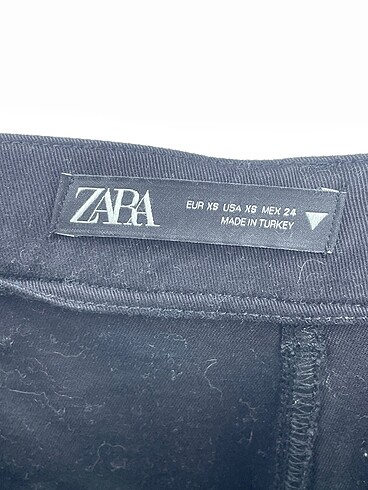 ZARA
EUR XS USA XS MEX 24
MADE IN TURKEY